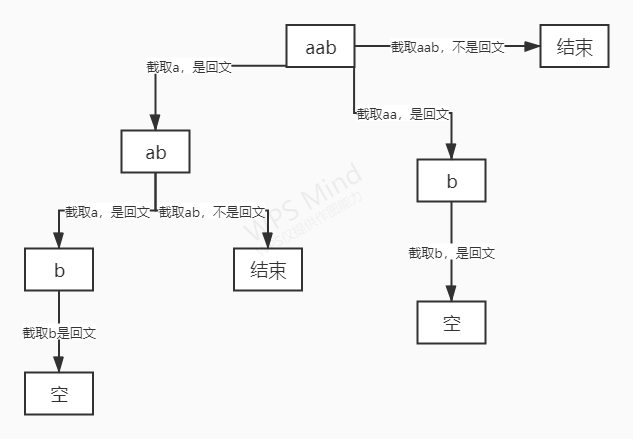 aab
截取aab，不是回文
结束
截取a，是回文
截取aa，是回文
ab
b
截取a，是回文
截取ab，不是回文
b
结束
截取b，是回文
空
截取b是回文
空
WPS Mind